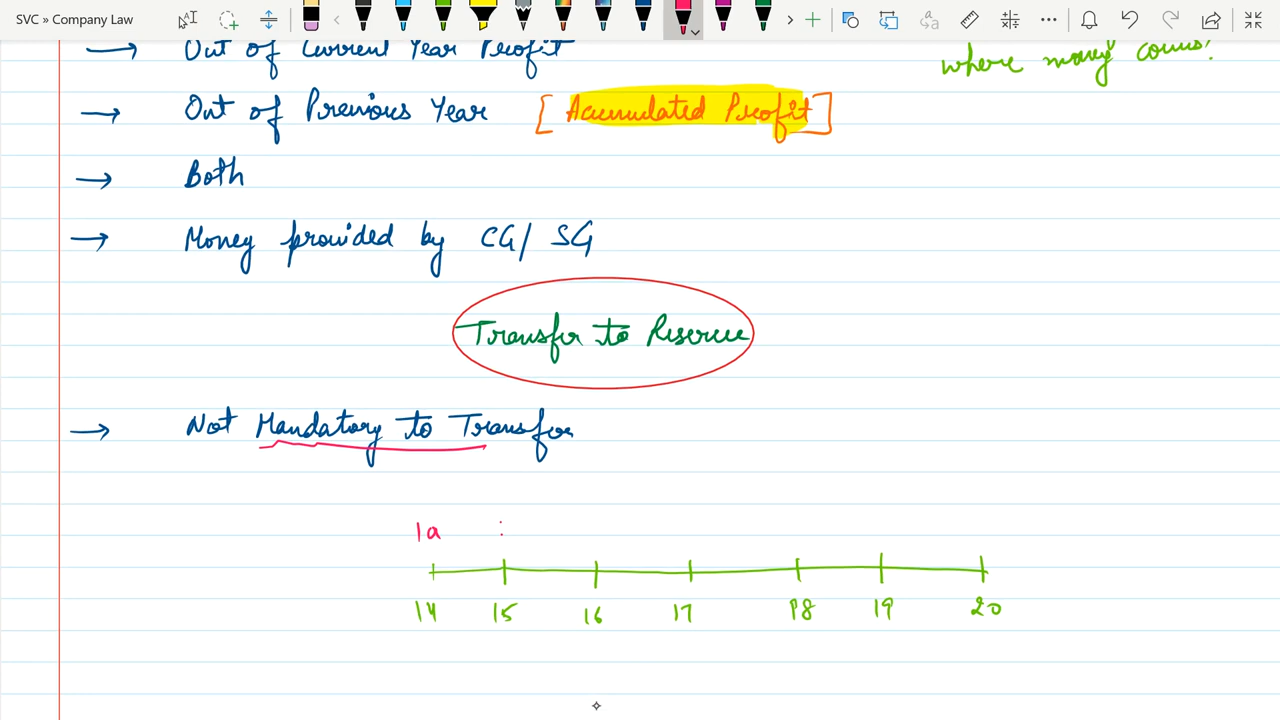 SVC » Company Law
→ Out of Current Year Profit
where money comes?
→ Out of Previous Year [Acumulated Profit]
→ Both
→ Money provided by CG/ SG
Transfer to Reserve
→ Not Mandatory to Transfer
1a :
14 15 16 17 18 19 20